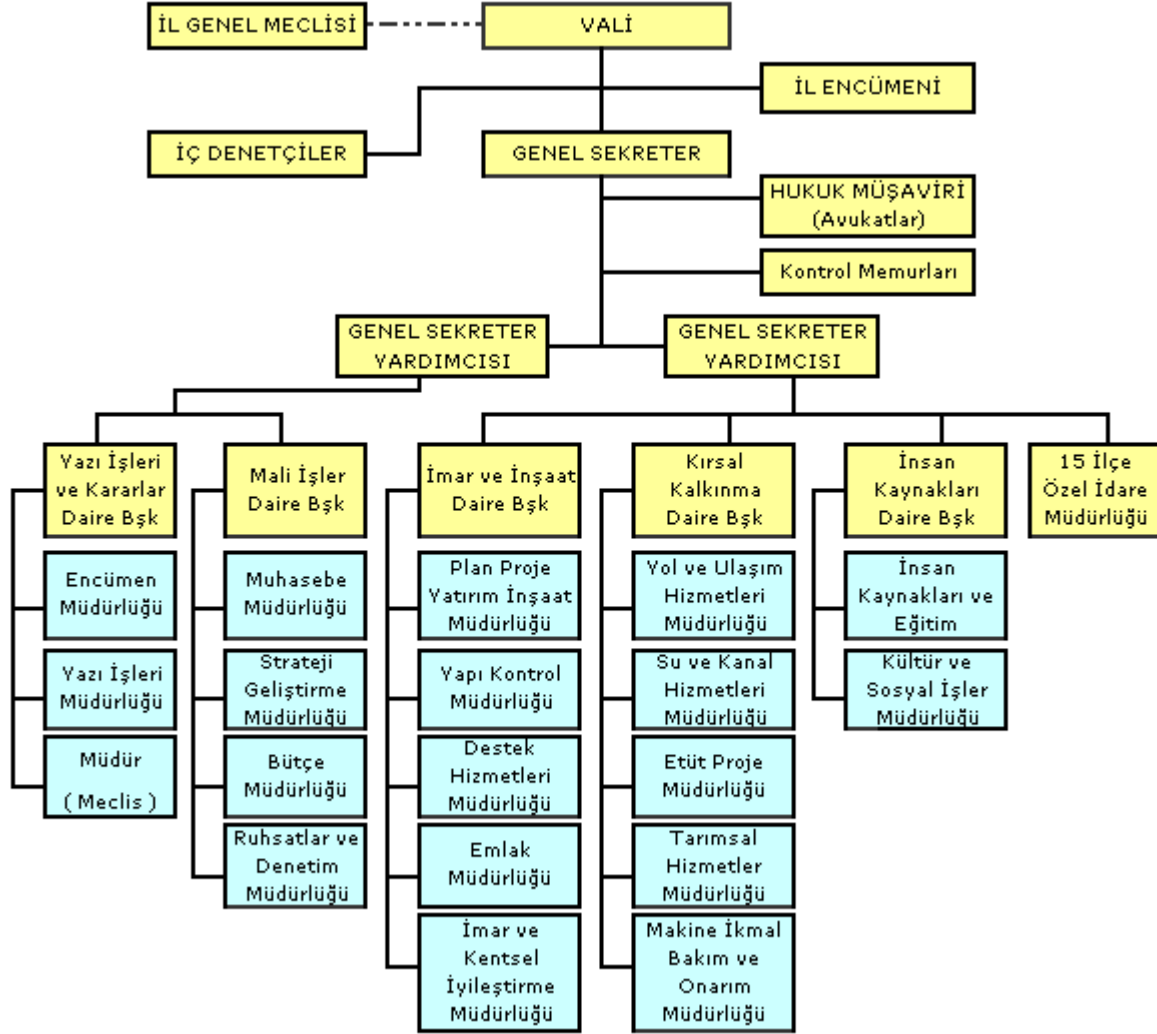 İL GENEL MECLİSİ
VALİ
İL ENCÜMENİ
İÇ DENETÇİLER
GENEL SEKRETER
HUKUK MÜŞAVİRİ
(Avukatlar)
Kontrol Memurları
GENEL SEKRETER
YARDIMCISI
GENEL SEKRETER
YARDIMCISI
Yazı İşleri
ve Kararlar
Daire Bşk
Mali İşler
Daire Bşk
İmar ve İnşaat
Daire Bşk
Kırsal
Kalkınma
Daire Bşk
İnsan
Kaynakları
Daire Bşk
15 İlçe
Özel İdare
Müdürlüğü
Encümen
Müdürlüğü
Muhasebe
Müdürlüğü
Plan Proje
Yatırım İnşaat
Müdürlüğü
Yol ve Ulaşım
Hizmetleri
Müdürlüğü
İnsan
Kaynakları ve
Eğitim
Yazı İşleri
Müdürlüğü
Strateji
Geliştirme
Müdürlüğü
Yapı Kontrol
Müdürlüğü
Su ve Kanal
Hizmetleri
Müdürlüğü
Kültür ve
Sosyal İşler
Müdürlüğü
Müdür
( Meclis )
Bütçe
Müdürlüğü
Destek
Hizmetleri
Müdürlüğü
Etüt Proje
Müdürlüğü
Ruhsatlar ve
Denetim
Müdürlüğü
Emlak
Müdürlüğü
Tarımsal
Hizmetler
Müdürlüğü
İmar ve
Kentsel
İyileştirme
Müdürlüğü
Makine İkmal
Bakım ve
Onarım
Müdürlüğü